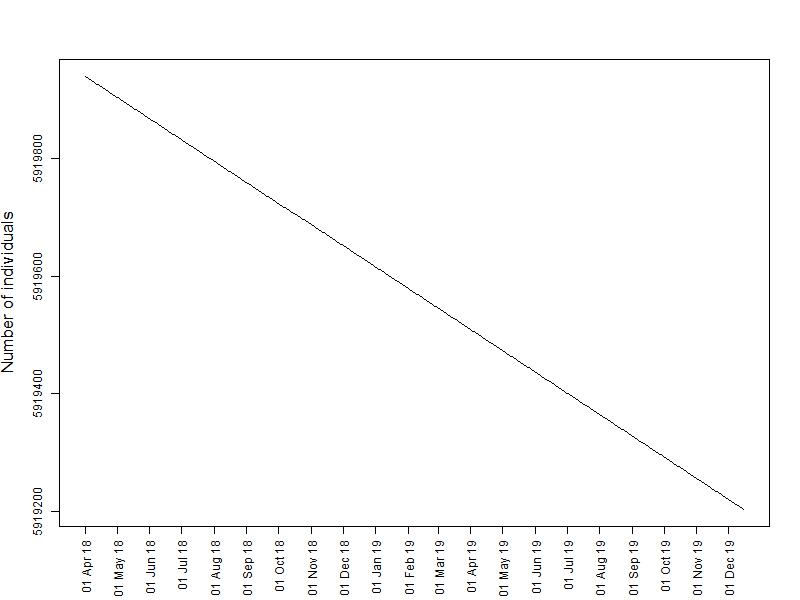 Number of individuals
5919800
5919600
5919400
5919200
01 Apr 18
01 May 18
01 Jun 18
01 Jul 18
01 Aug 18
01 Sep 18
01 Oct 18
01 Nov 18
01 Dec 18
01 Jan 19
01 Feb 19
01 Mar 19
01 Apr 19
01 May 19
01 Jun 19
01 Jul 19
01 Aug 19
01 Sep 19
01 Oct 19
01 Nov 19
01 Dec 19